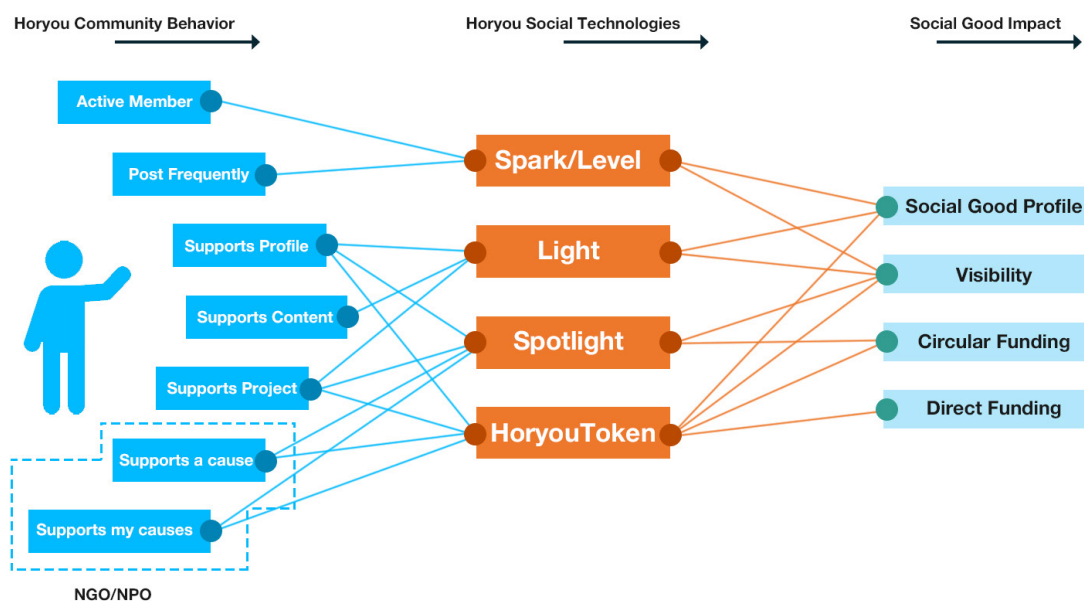 Horyou Community Behavior
Horyou Social Technologies
Social Good Impact
Active Member
Post Frequently
Supports Profile
Supports Content
Supports Project
Supports a cause
Supports my causes
NGO/NPO
Spark/Level
Light
Spotlight
HoryouToken
Social Good Profile
Visibility
Circular Funding
Direct Funding